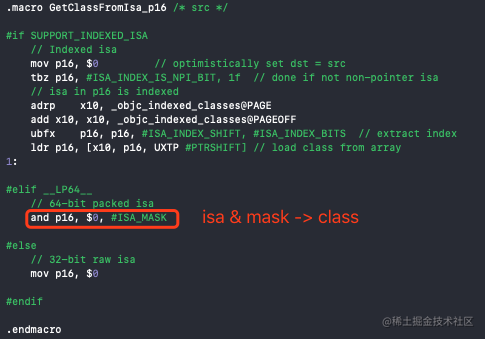 .macro GetClassFromIsa_p16 /* src */
#if SUPPORT_INDEXED_ISA
// Indexed isa
mov p16, $0 // optimistically set dst = src
tbz p16, #ISA_INDEX_IS_NPI_BIT, 1f // done if not non-pointer isa
// isa in p16 is indexed
adrp x10, _objc_indexed_classes@PAGE
add x10, x10, _objc_indexed_classes@PAGEOFF
ubfx p16, p16, #ISA_INDEX_SHIFT, #ISA_INDEX_BITS // extract index
ldr p16, [x10, p16, UXTP #PTRSHIFT] // load class from array
1:
#elif __LP64__
// 64-bit packed isa
and p16, $0, #ISA_MASK isa & mask -> class
#else
// 32-bit raw isa
mov p16, $0
#endif
.endmacro
@稀土掘金技术社区